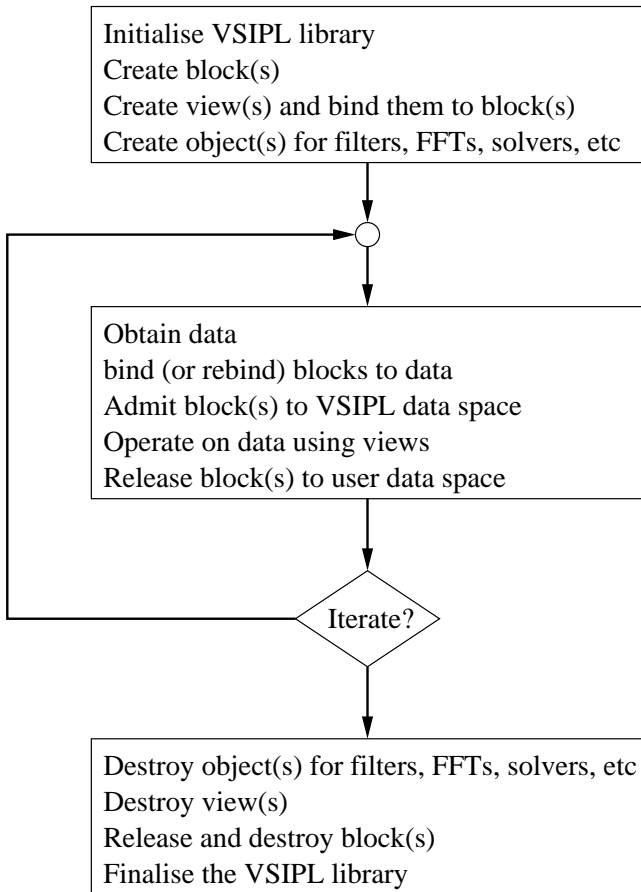 Initialise VSIPL library
Create block(s)
Create view(s) and bind them to block(s)
Create object(s) for filters, FFTs, solvers, etc
Obtain data
bind (or rebind) blocks to data
Admit block(s) to VSIPL data space
Operate on data using views
Release block(s) to user data space
Iterate?
Destroy object(s) for filters, FFTs, solvers, etc
Destroy view(s)
Release and destroy block(s)
Finalise the VSIPL library